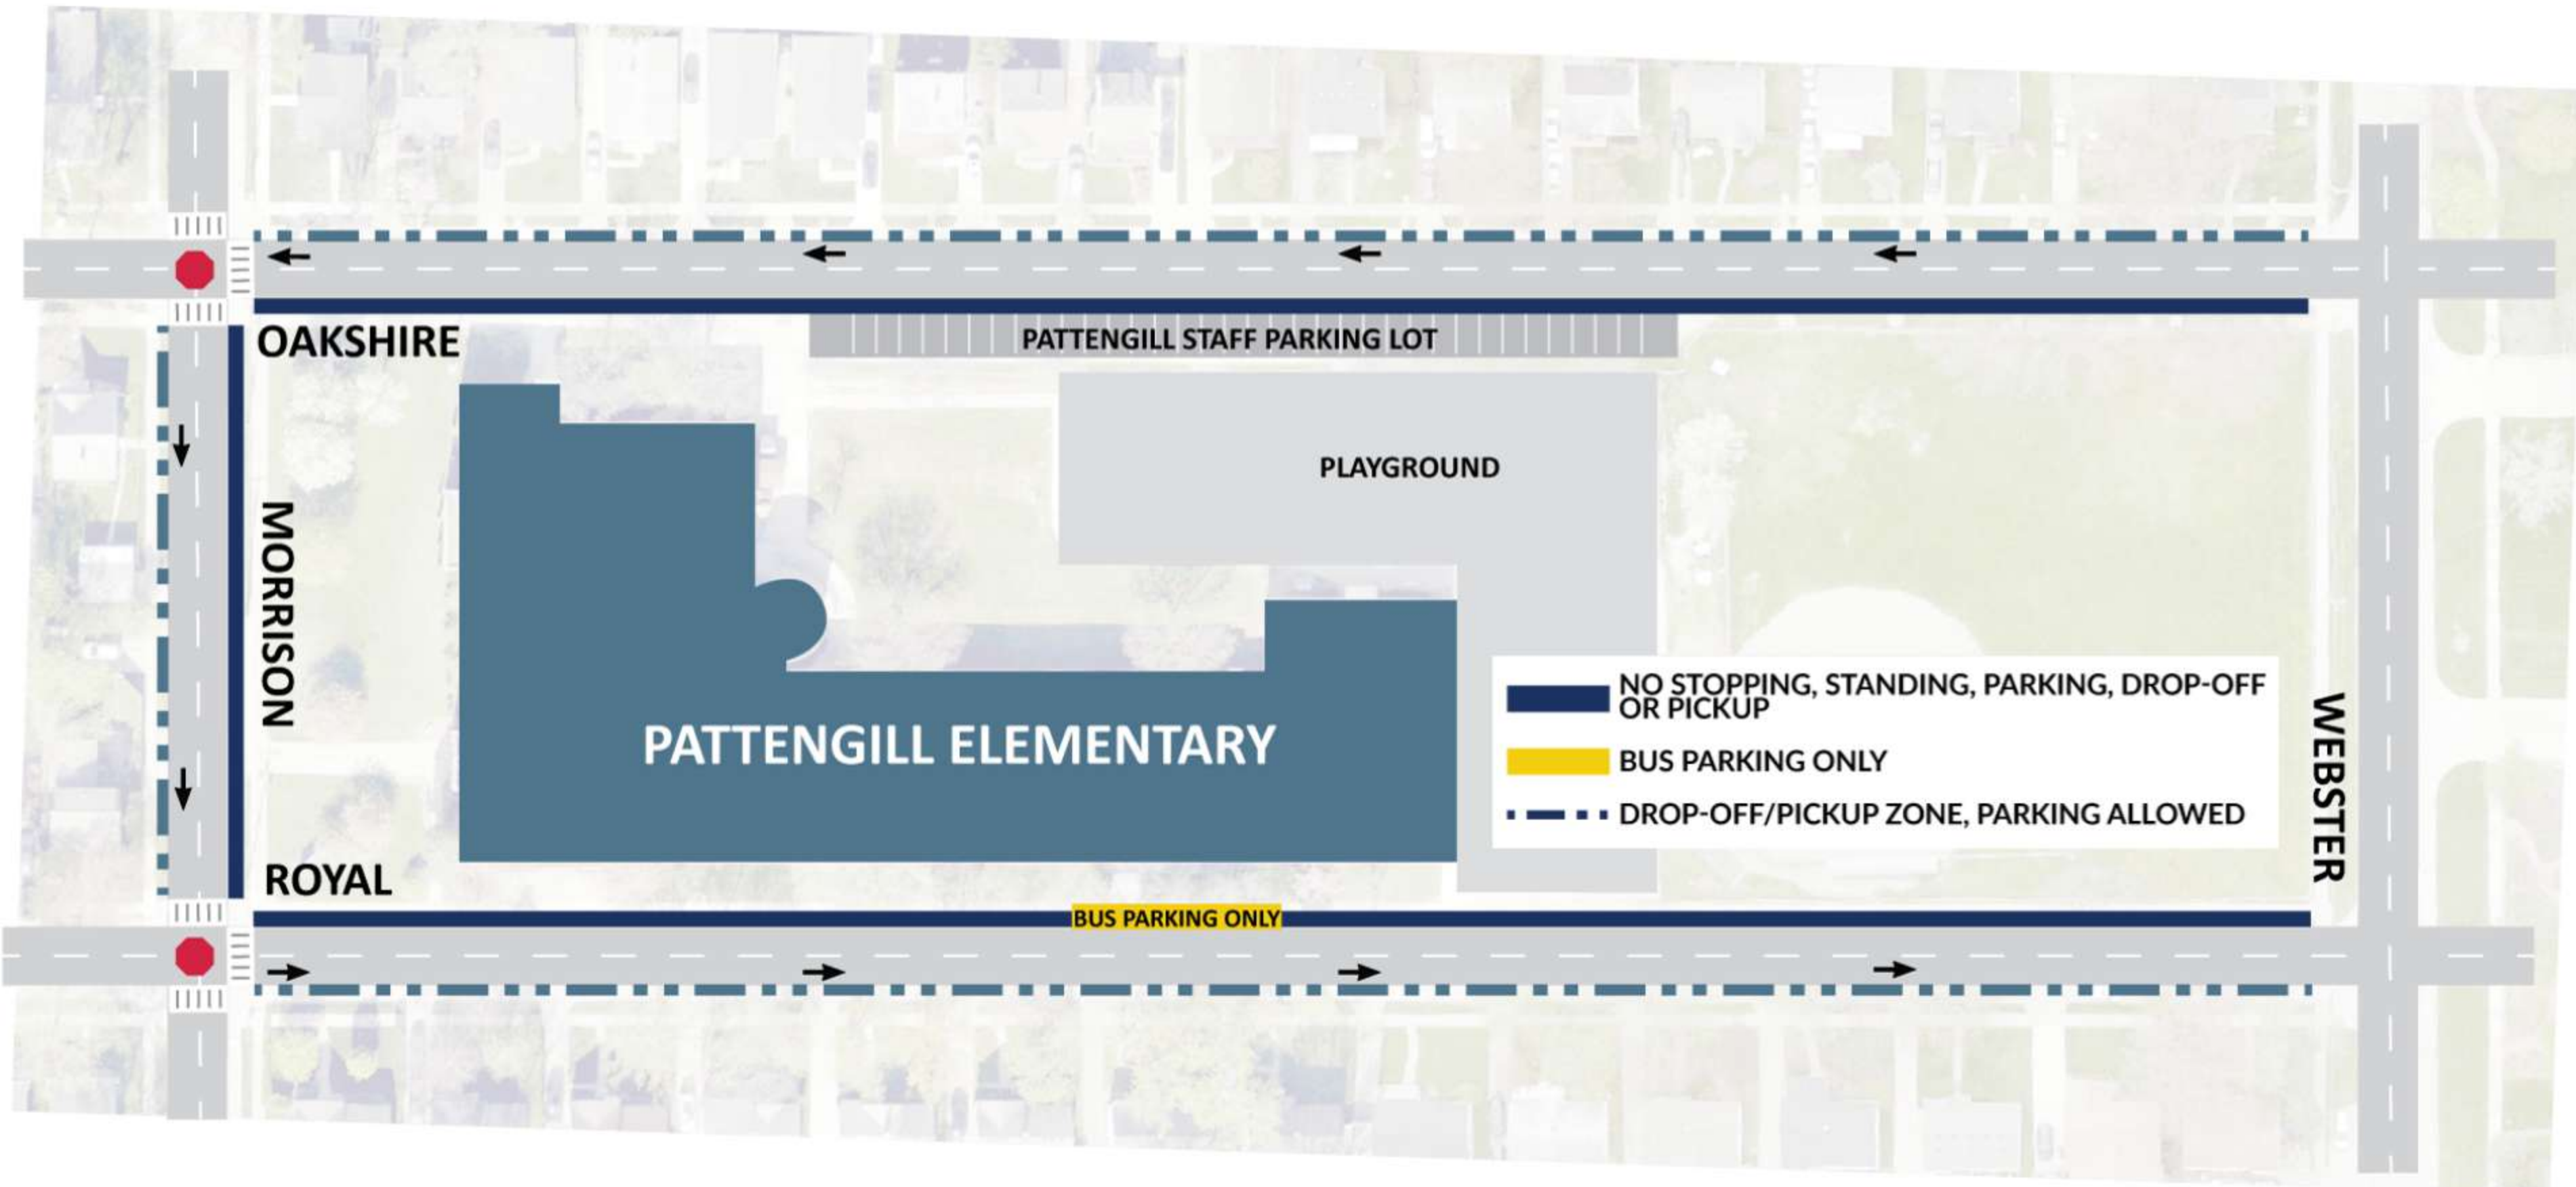 OAKSHIRE
PATTENGILL STAFF PARKING LOT
PLAYGROUND
MORRISON
PATTENGILL ELEMENTARY
NO STOPPING, STANDING, PARKING, DROP-OFF
OR PICKUP
BUS PARKING ONLY
DROP-OFF/PICKUP ZONE, PARKING ALLOWED
WEBSTER
ROYAL
BUS PARKING ONLY